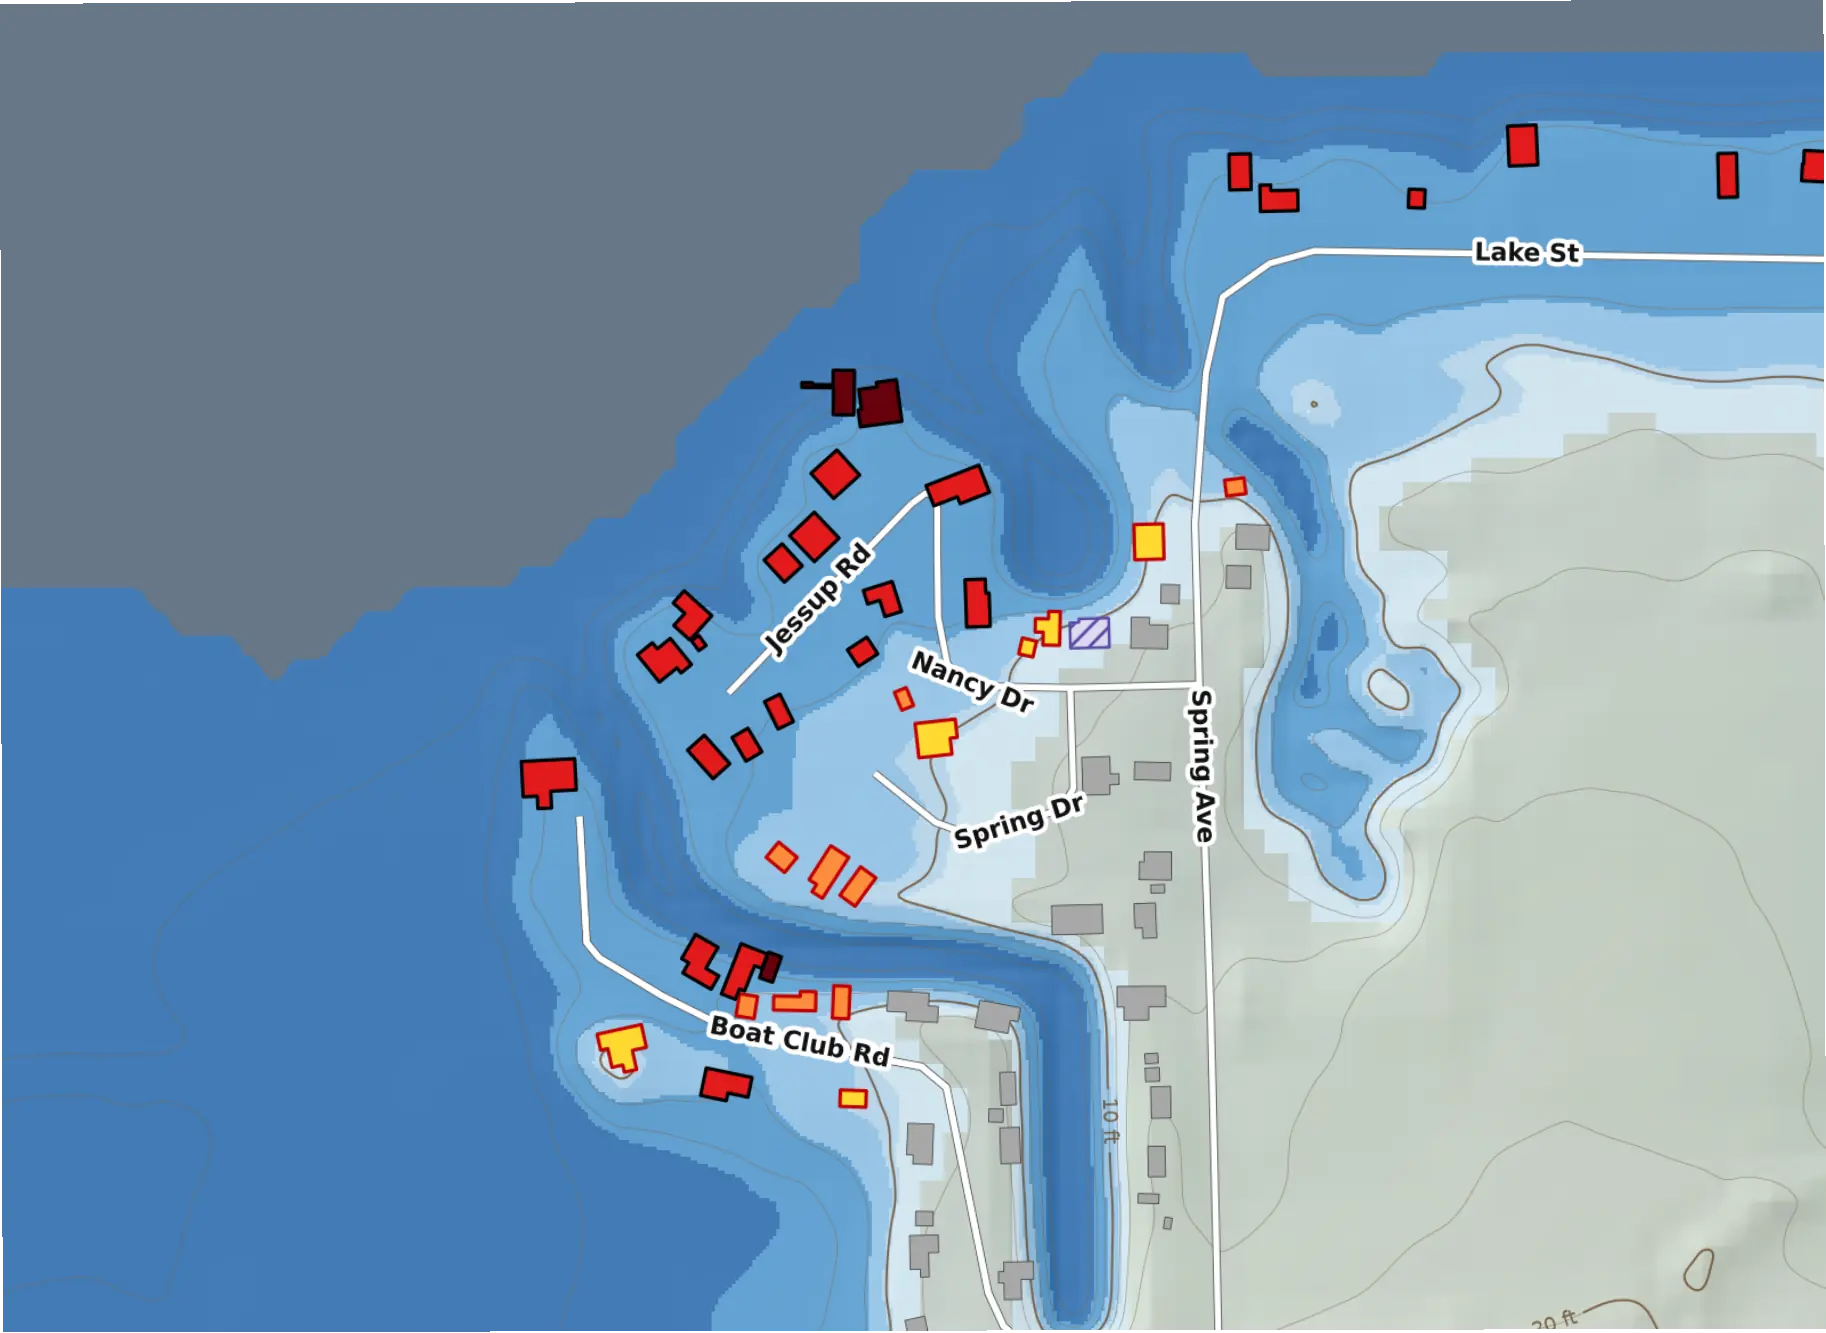 Lake St
Jessup Rd
Nancy Dr
Spring Ave
Spring Dr
Boat Club Rd
10 ft
20 ft